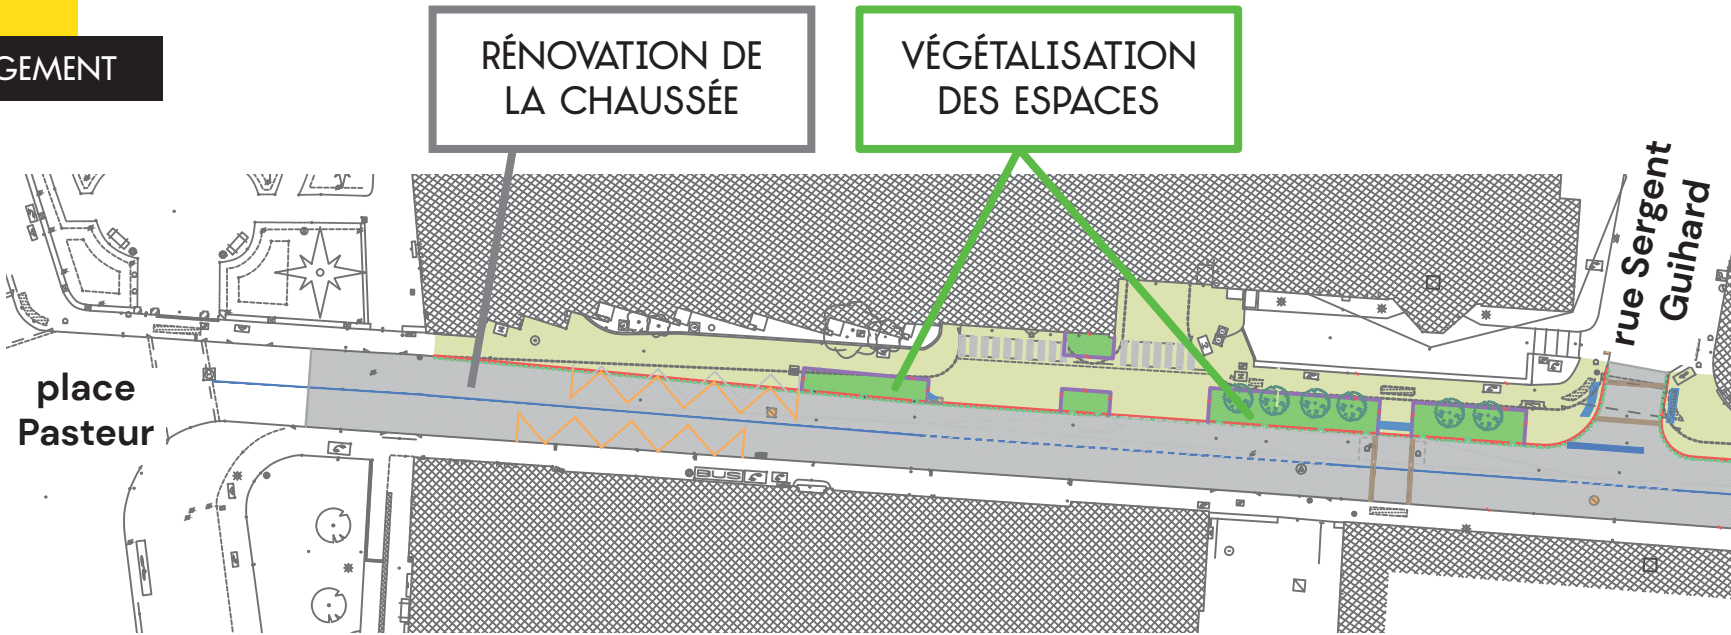 GEMENT
RÉNOVATION DE
LA CHAUSSÉE
VÉGÉTALISATION
DES ESPACES
rue Sergent
Guihard
place
Pasteur
BUS